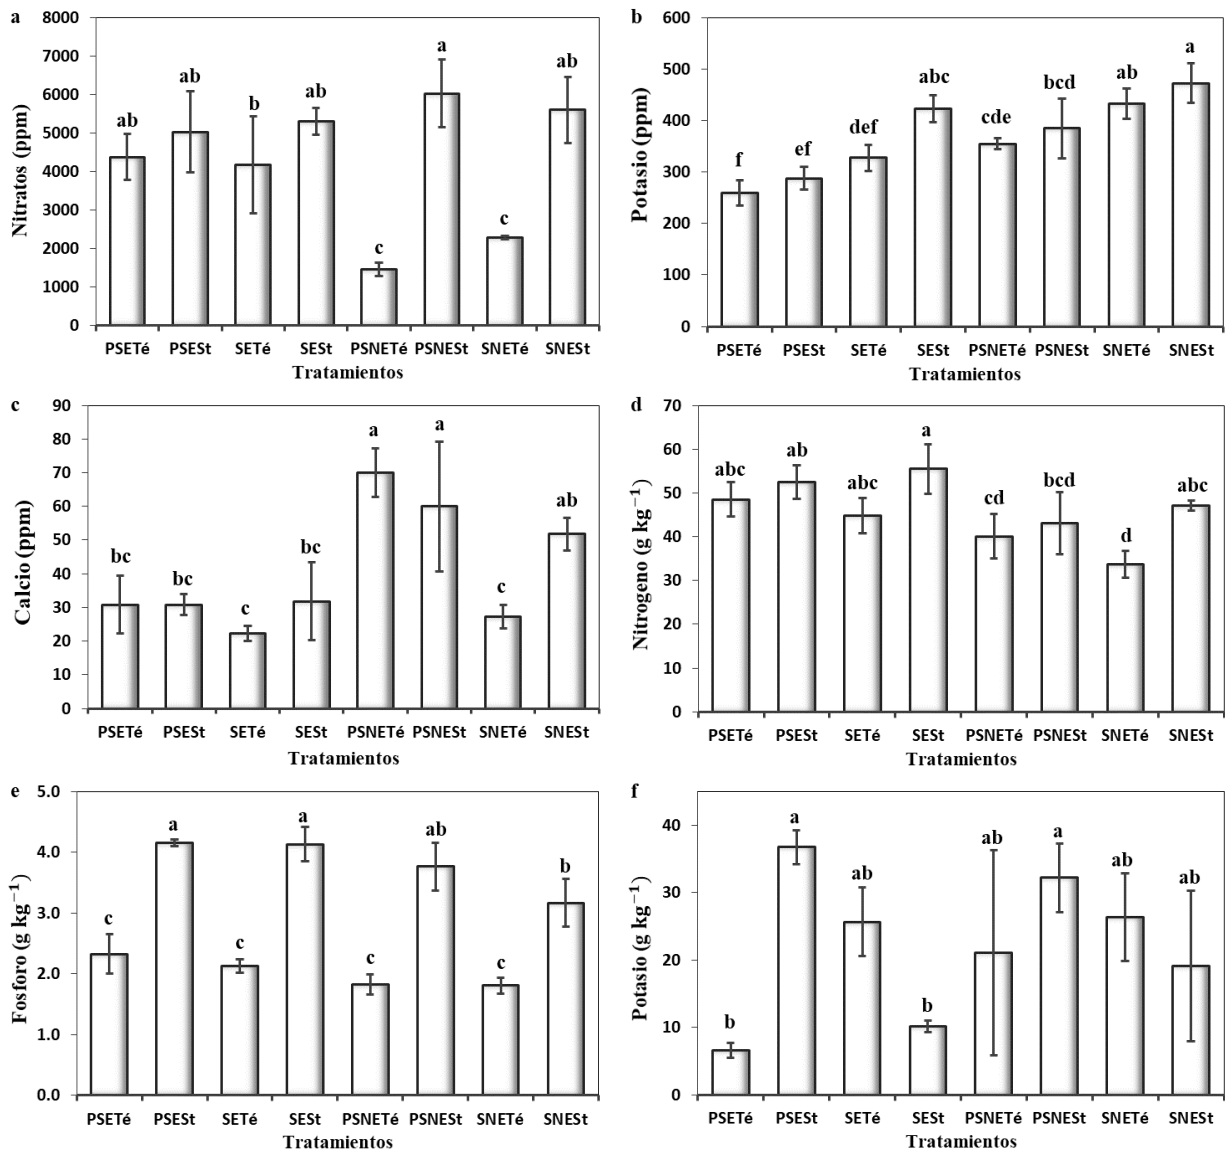 a
Nitratos (ppm)
8000
7000
6000
5000
4000
3000
2000
1000
0
ab
ab
b
ab
c
a
c
ab
PSETé PSESt SETé SESt PSNETé PSNESt SNETé SNESt
Tratamientos
b
Potasio (ppm)
600
500
400
300
200
100
0
f
ef
def
abc
cde
bcd
ab
a
PSETé PSESt SETé SESt PSNETé PSNESt SNETé SNESt
Tratamientos
c
Calcio (ppm)
90
80
70
60
50
40
30
20
10
0
bc
bc
c
bc
a
a
c
ab
PSETé PSESt SETé SESt PSNETé PSNESt SNETé SNESt
Tratamientos
d
Nitrogeno (g kg⁻¹)
70
60
50
40
30
20
10
0
abc
ab
abc
a
cd
bcd
d
abc
PSETé PSESt SETé SESt PSNETé PSNESt SNETé SNESt
Tratamientos
e
Fosforo (g kg⁻¹)
5.0
4.0
3.0
2.0
1.0
0.0
c
a
c
a
c
ab
c
b
PSETé PSESt SETé SESt PSNETé PSNESt SNETé SNESt
Tratamientos
f
Potasio (g kg⁻¹)
40
30
20
10
0
b
a
ab
b
ab
a
ab
ab
PSETé PSESt SETé SESt PSNETé PSNESt SNETé SNESt
Tratamientos